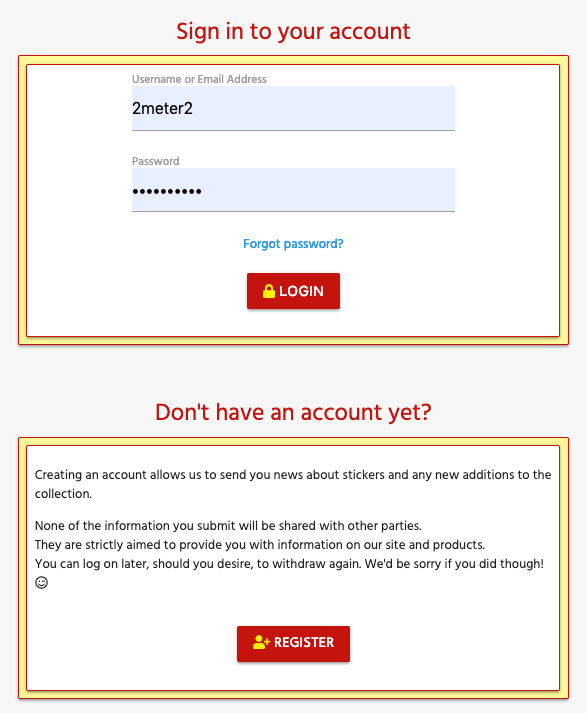 Sign in to your account
Username or Email Address
2meter2
Password
••••••••••
Forgot password?
LOGIN
Don't have an account yet?
Creating an account allows us to send you news about stickers and any new additions to the
collection.
None of the information you submit will be shared with other parties.
They are strictly aimed to provide you with information on our site and products.
You can log on later, should you desire, to withdraw again. We'd be sorry if you did though!
REGISTER